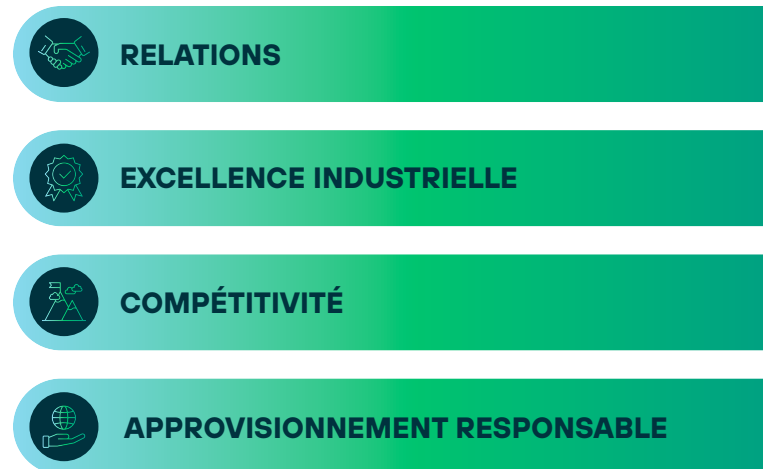 RELATIONS
EXCELLENCE INDUSTRIELLE
COMPÉTITIVITÉ
APPROVISIONNEMENT RESPONSABLE